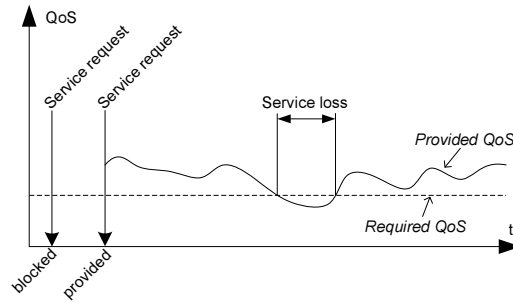 QoS
Service request
Service request
Service loss
Provided QoS
Required QoS
t
blocked
provided